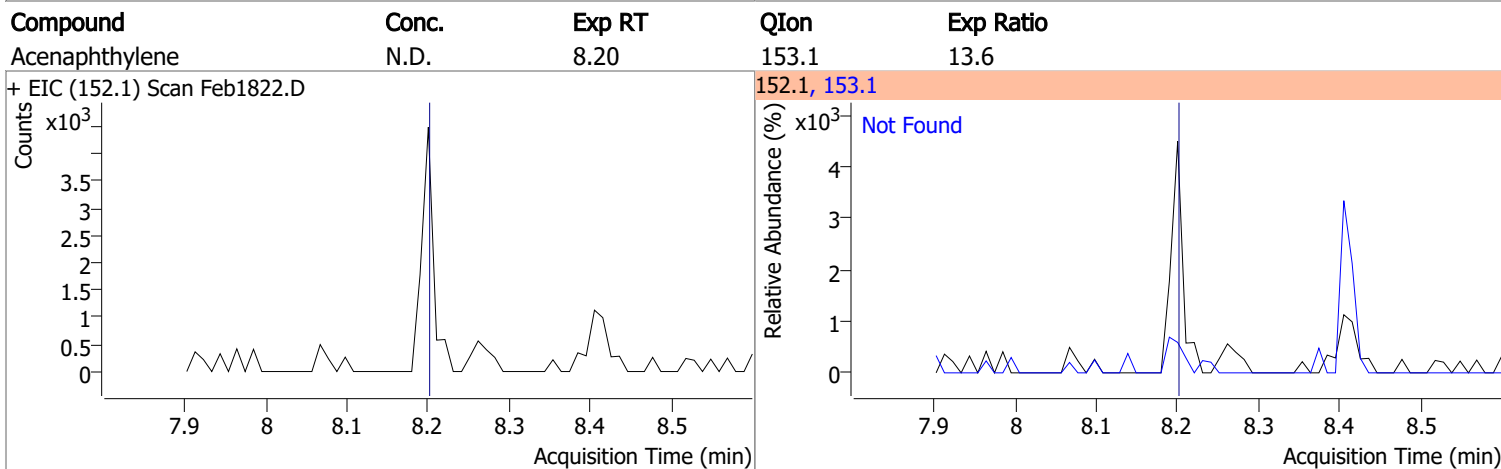 Compound Conc. Exp RT QIon Exp Ratio
Acenaphthylene N.D. 8.20 153.1 13.6
+ EIC (152.1) Scan Feb1822.D
Counts
x10³
3.5
3
2.5
2
1.5
1
0.5
0
7.9 8 8.1 8.2 8.3 8.4 8.5
Acquisition Time (min)
152.1, 153.1
Relative Abundance (%)
x10³
Not Found
4
3
2
1
0
7.9 8 8.1 8.2 8.3 8.4 8.5
Acquisition Time (min)